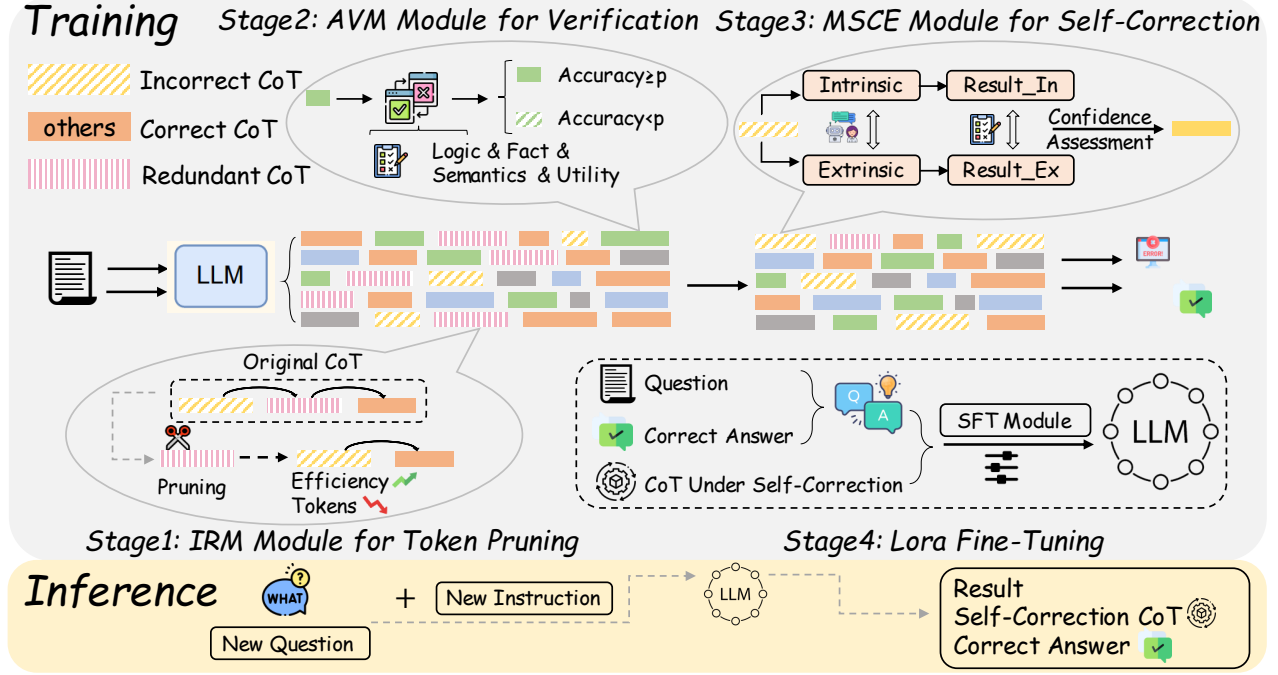 Training
Stage2: AVM Module for Verification
Stage3: MSCE Module for Self-Correction
Incorrect CoT
others
Correct CoT
Redundant CoT
Accuracy≥p
Accuracy<p
Logic & Fact &
Semantics & Utility
Intrinsic
Result_In
Extrinsic
Result_Ex
Confidence
Assessment
LLM
ERROR!
Original CoT
Pruning
Efficiency
Tokens
Question
Correct Answer
CoT Under Self-Correction
Q
A
SFT Module
LLM
Stage1: IRM Module for Token Pruning
Stage4: Lora Fine-Tuning
Inference
?
WHAT
New Question
+
New Instruction
LLM
Result
Self-Correction CoT
Correct Answer